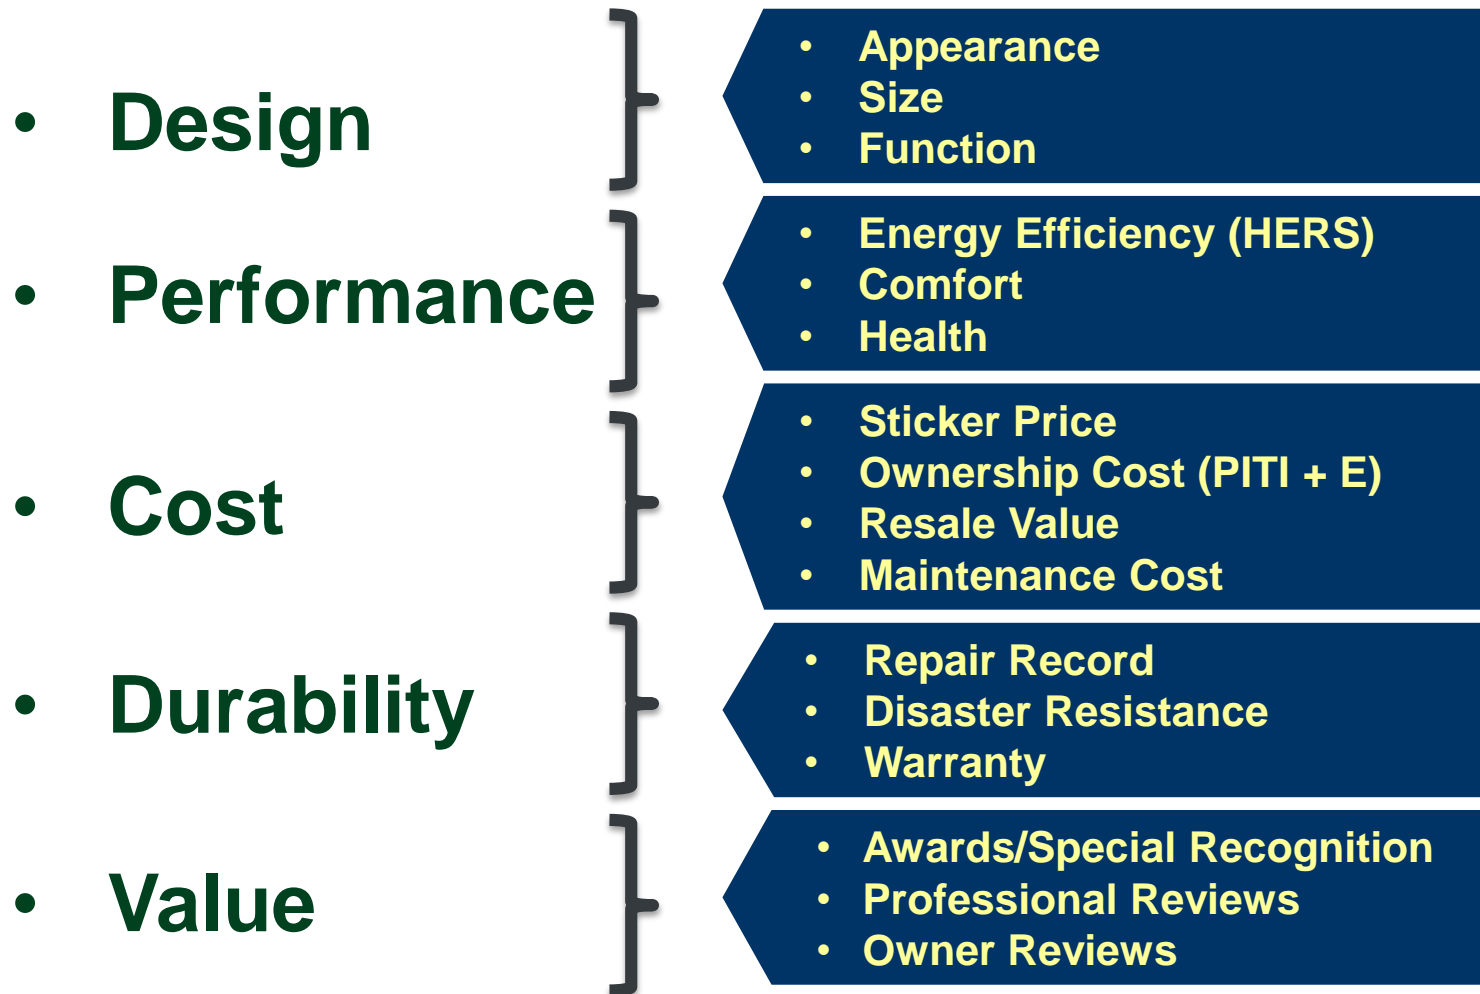 • Design
• Appearance
• Size
• Function
• Performance
• Energy Efficiency (HERS)
• Comfort
• Health
• Cost
• Sticker Price
• Ownership Cost (PITI + E)
• Resale Value
• Maintenance Cost
• Durability
• Repair Record
• Disaster Resistance
• Warranty
• Value
• Awards/Special Recognition
• Professional Reviews
• Owner Reviews